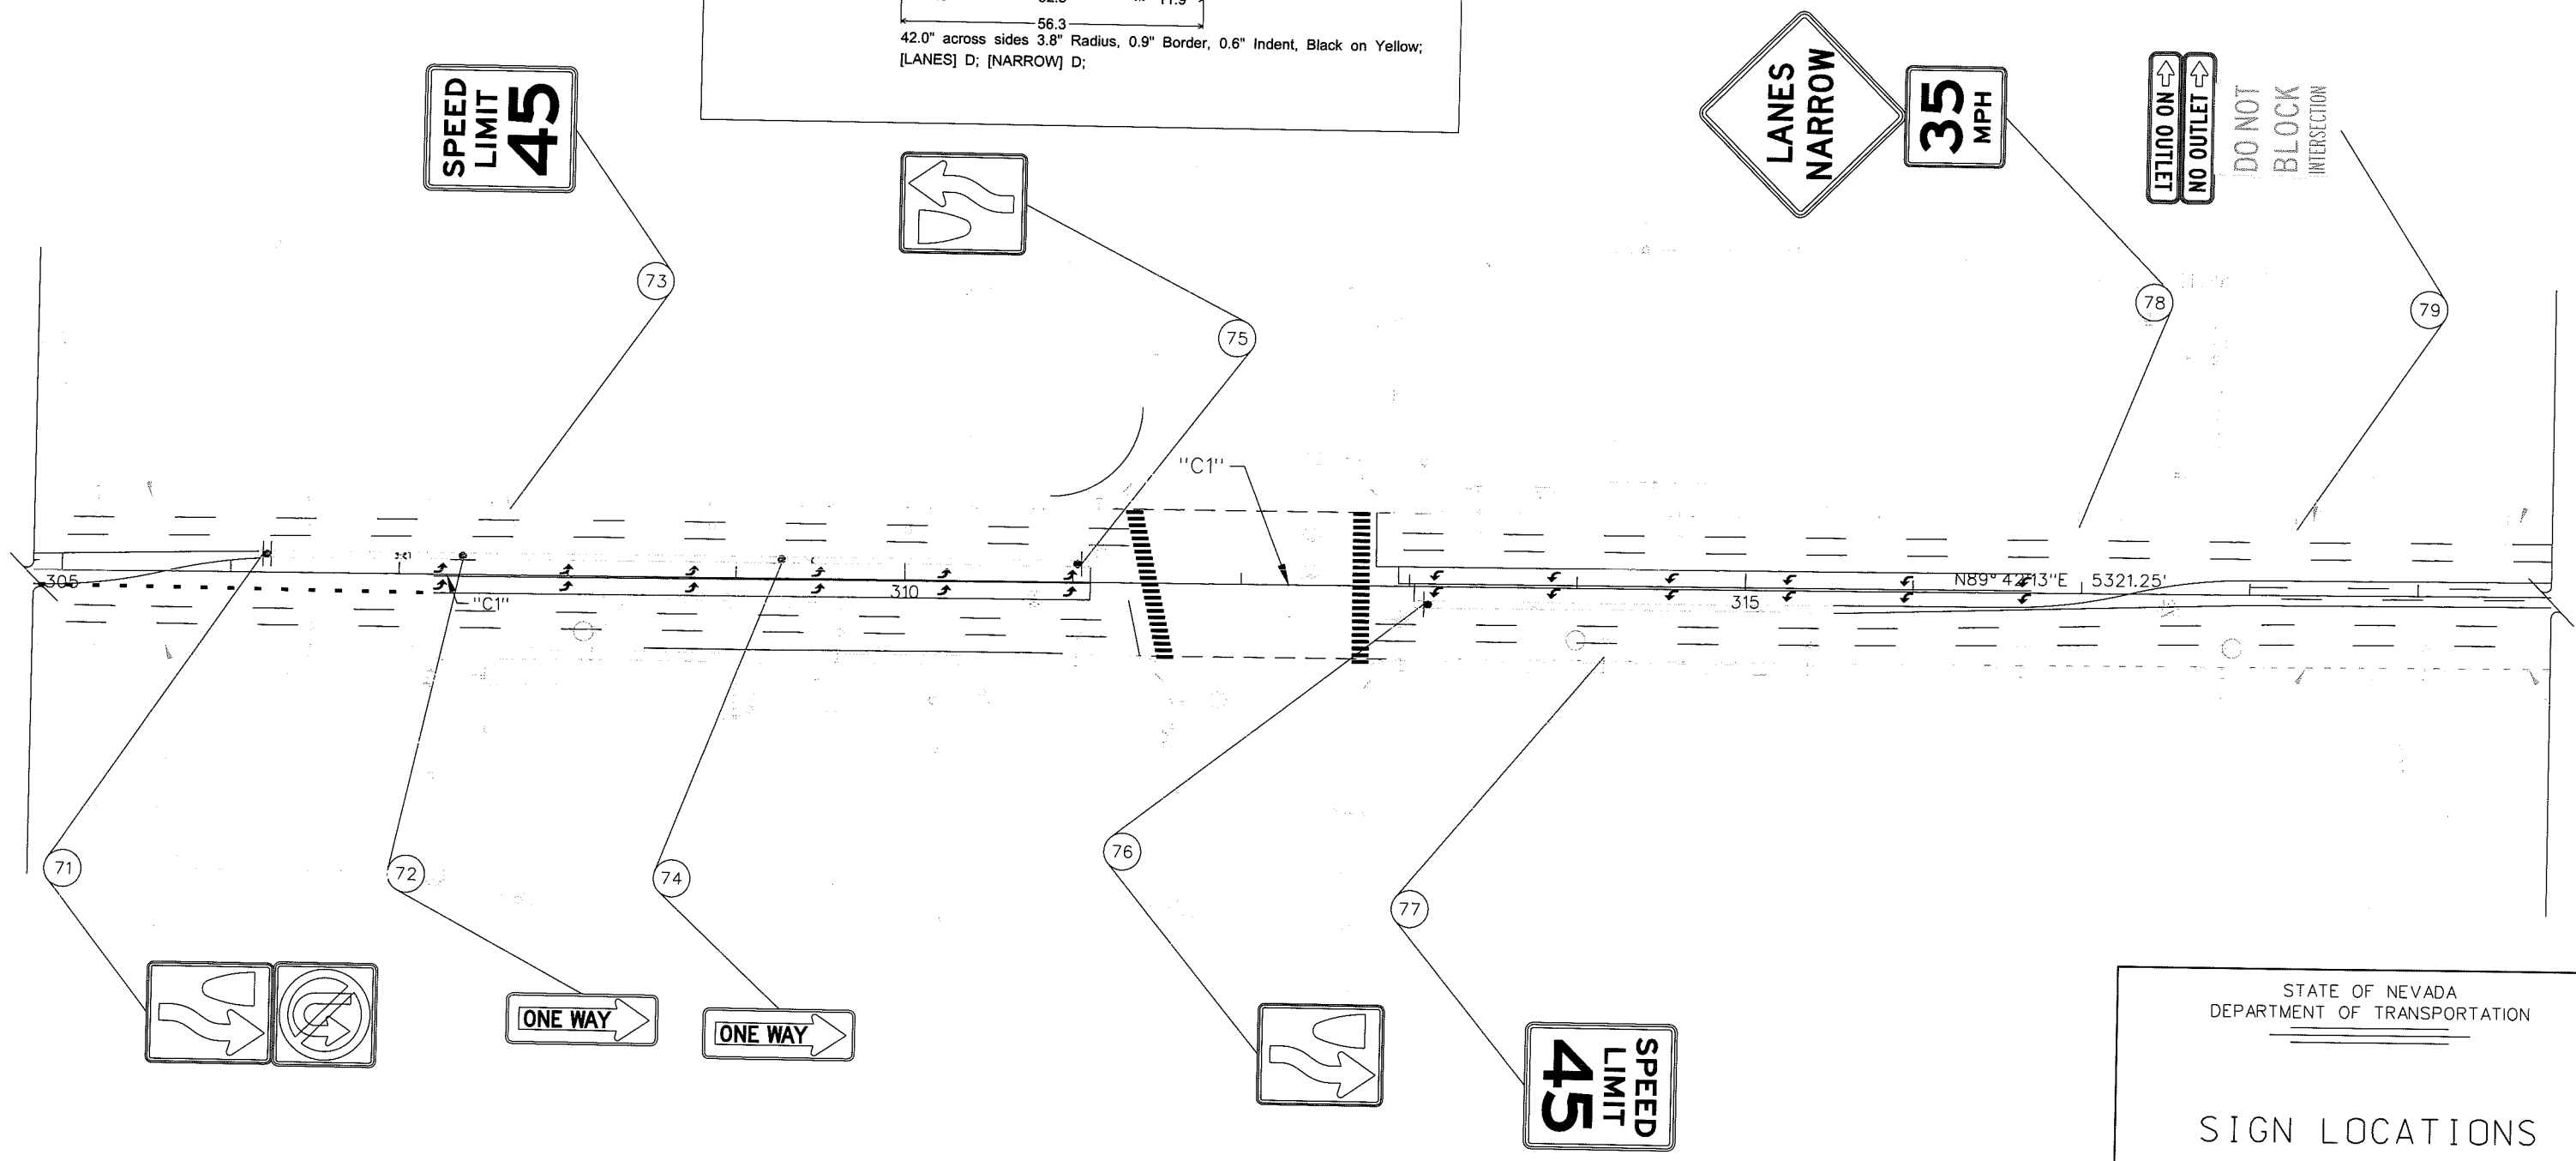 56.3
42.0" across sides 3.8" Radius, 0.9" Border, 0.6" Indent, Black on Yellow;
[LANES] D; [NARROW] D;
SPEED
LIMIT
45
LANES
NARROW
35
MPH
NO OUTLET
NO OUTLET
DO NOT
BLOCK
INTERSECTION
73
75
78
79
"C1"
305
"C1"
310
315
N89° 42'13"E 5321.25'
71
72
74
76
77
ONE WAY
ONE WAY
SPEED
LIMIT
45
STATE OF NEVADA
DEPARTMENT OF TRANSPORTATION
SIGN LOCATIONS